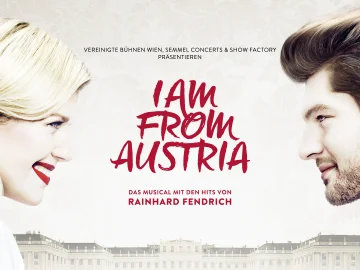 VEREINIGTE BÜHNEN WIEN, SEMMEL CONCERTS & SHOW FACTORY
PRÄSENTIEREN
I AM
FROM
AUSTRIA
DAS MUSICAL MIT DEN HITS VON
RAINHARD FENDRICH